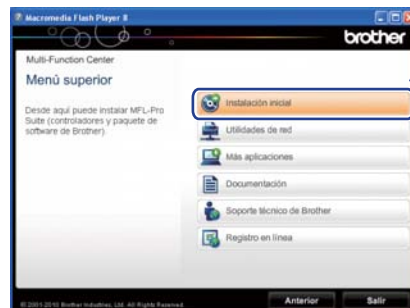 Macromedia Flash Player 8
brother
Multi-Function Center
Menú superior
Desde aquí puede instalar MFL-Pro
Suite (controladores y paquete de
software de Brother)
Instalación inicial
Utilidades de red
Más aplicaciones
Documentación
Soporte técnico de Brother
Registro en línea
© 2001-2010 Brother Industries, Ltd. All Rights Reserved.
Anterior
Salir